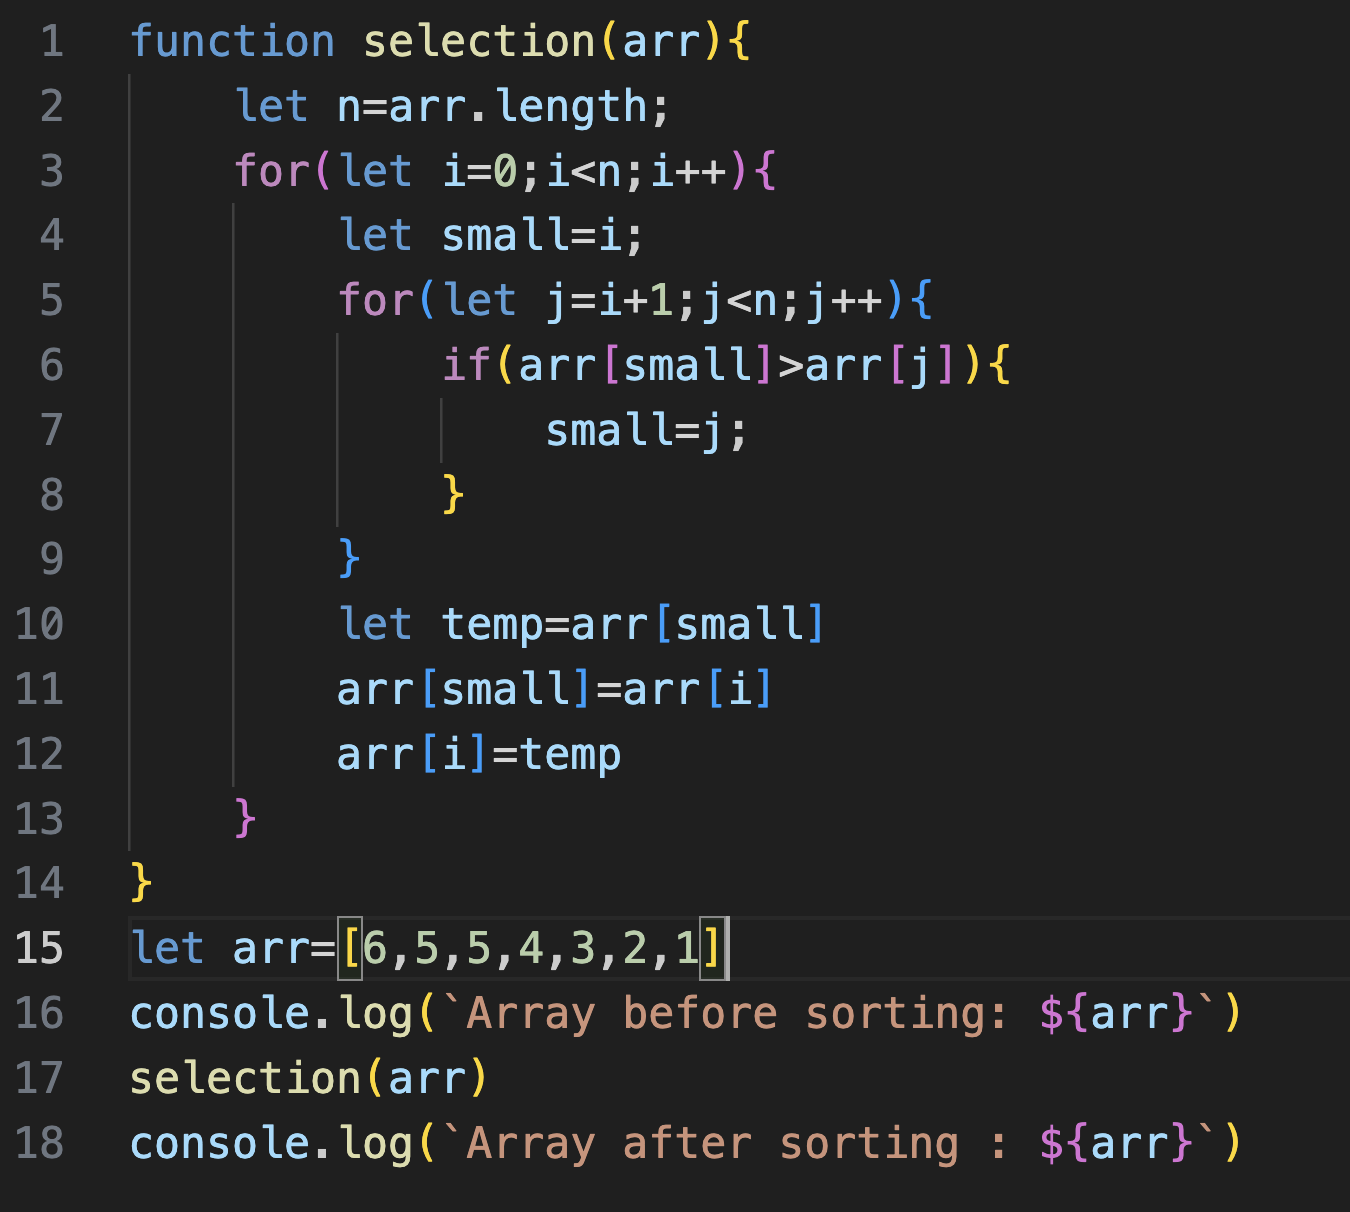 1 function selection(arr){
2 let n=arr.length;
3 for(let i=0;i<n;i++){
4 let small=i;
5 for(let j=i+1;j<n;j++){
6 if(arr[small]>arr[j]){
7 small=j;
8 }
9 }
10 let temp=arr[small]
11 arr[small]=arr[i]
12 arr[i]=temp
13 }
14 }
15 let arr=[6,5,5,4,3,2,1]
16 console.log(`Array before sorting: ${arr}`)
17 selection(arr)
18 console.log(`Array after sorting : ${arr}`)